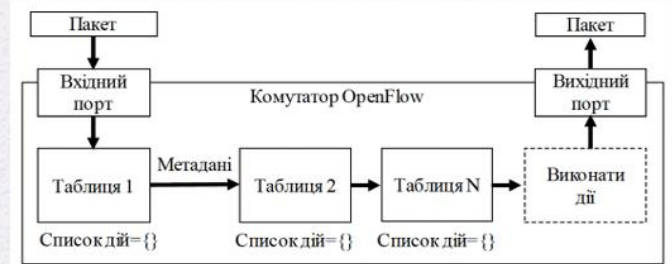 Пакет
Пакет
Вхідний
порт
Комутатор OpenFlow
Вихідний
порт
Таблиця 1
Метадані
Таблиця 2
Таблиця N
Виконати
дії
Список дій={}
Список дій={}
Список дій={}